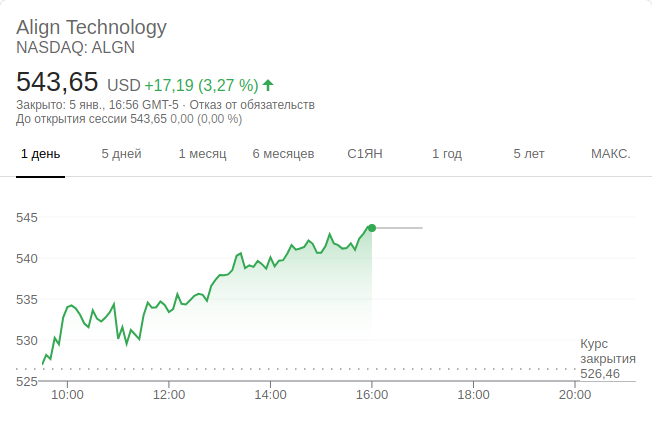 Align Technology
NASDAQ: ALGN
543,65 USD +17,19 (3,27 %)
Закрыто: 5 янв., 16:56 GMT-5 · Отказ от обязательств
До открытия сессии 543,65 0,00 (0,00 %)
1 день 5 дней 1 месяц 6 месяцев С1ЯН 1 год 5 лет МАКС.
545
540
535
530
525
Курс
закрытия
526,46
10:00 12:00 14:00 16:00 18:00 20:00